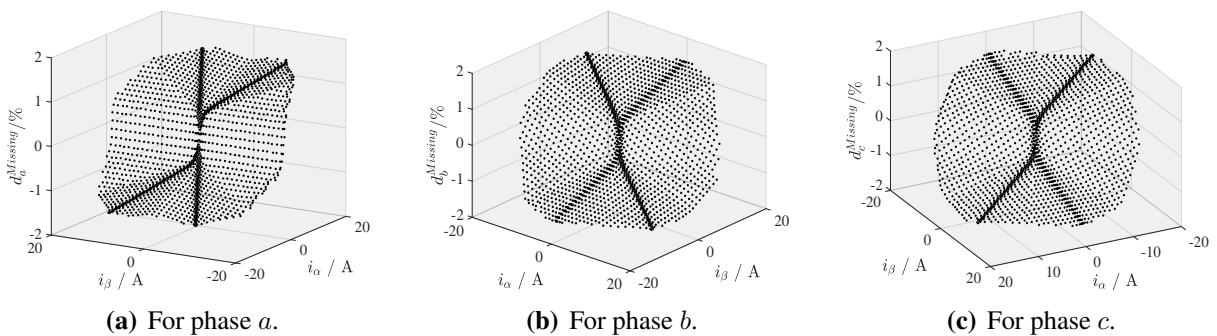 2
1
0
-1
-2
20
0
-20
-20
0
20
d_a^{Missing}/%
i_β / A
i_α / A
(a) For phase a.
2
1
0
-1
-2
-20
0
20
-20
0
20
d_b^{Missing}/%
i_α / A
i_β / A
(b) For phase b.
2
1
0
-1
-2
-20
0
20
20
10
0
-10
-20
d_c^{Missing}/%
i_β / A
i_α / A
(c) For phase c.